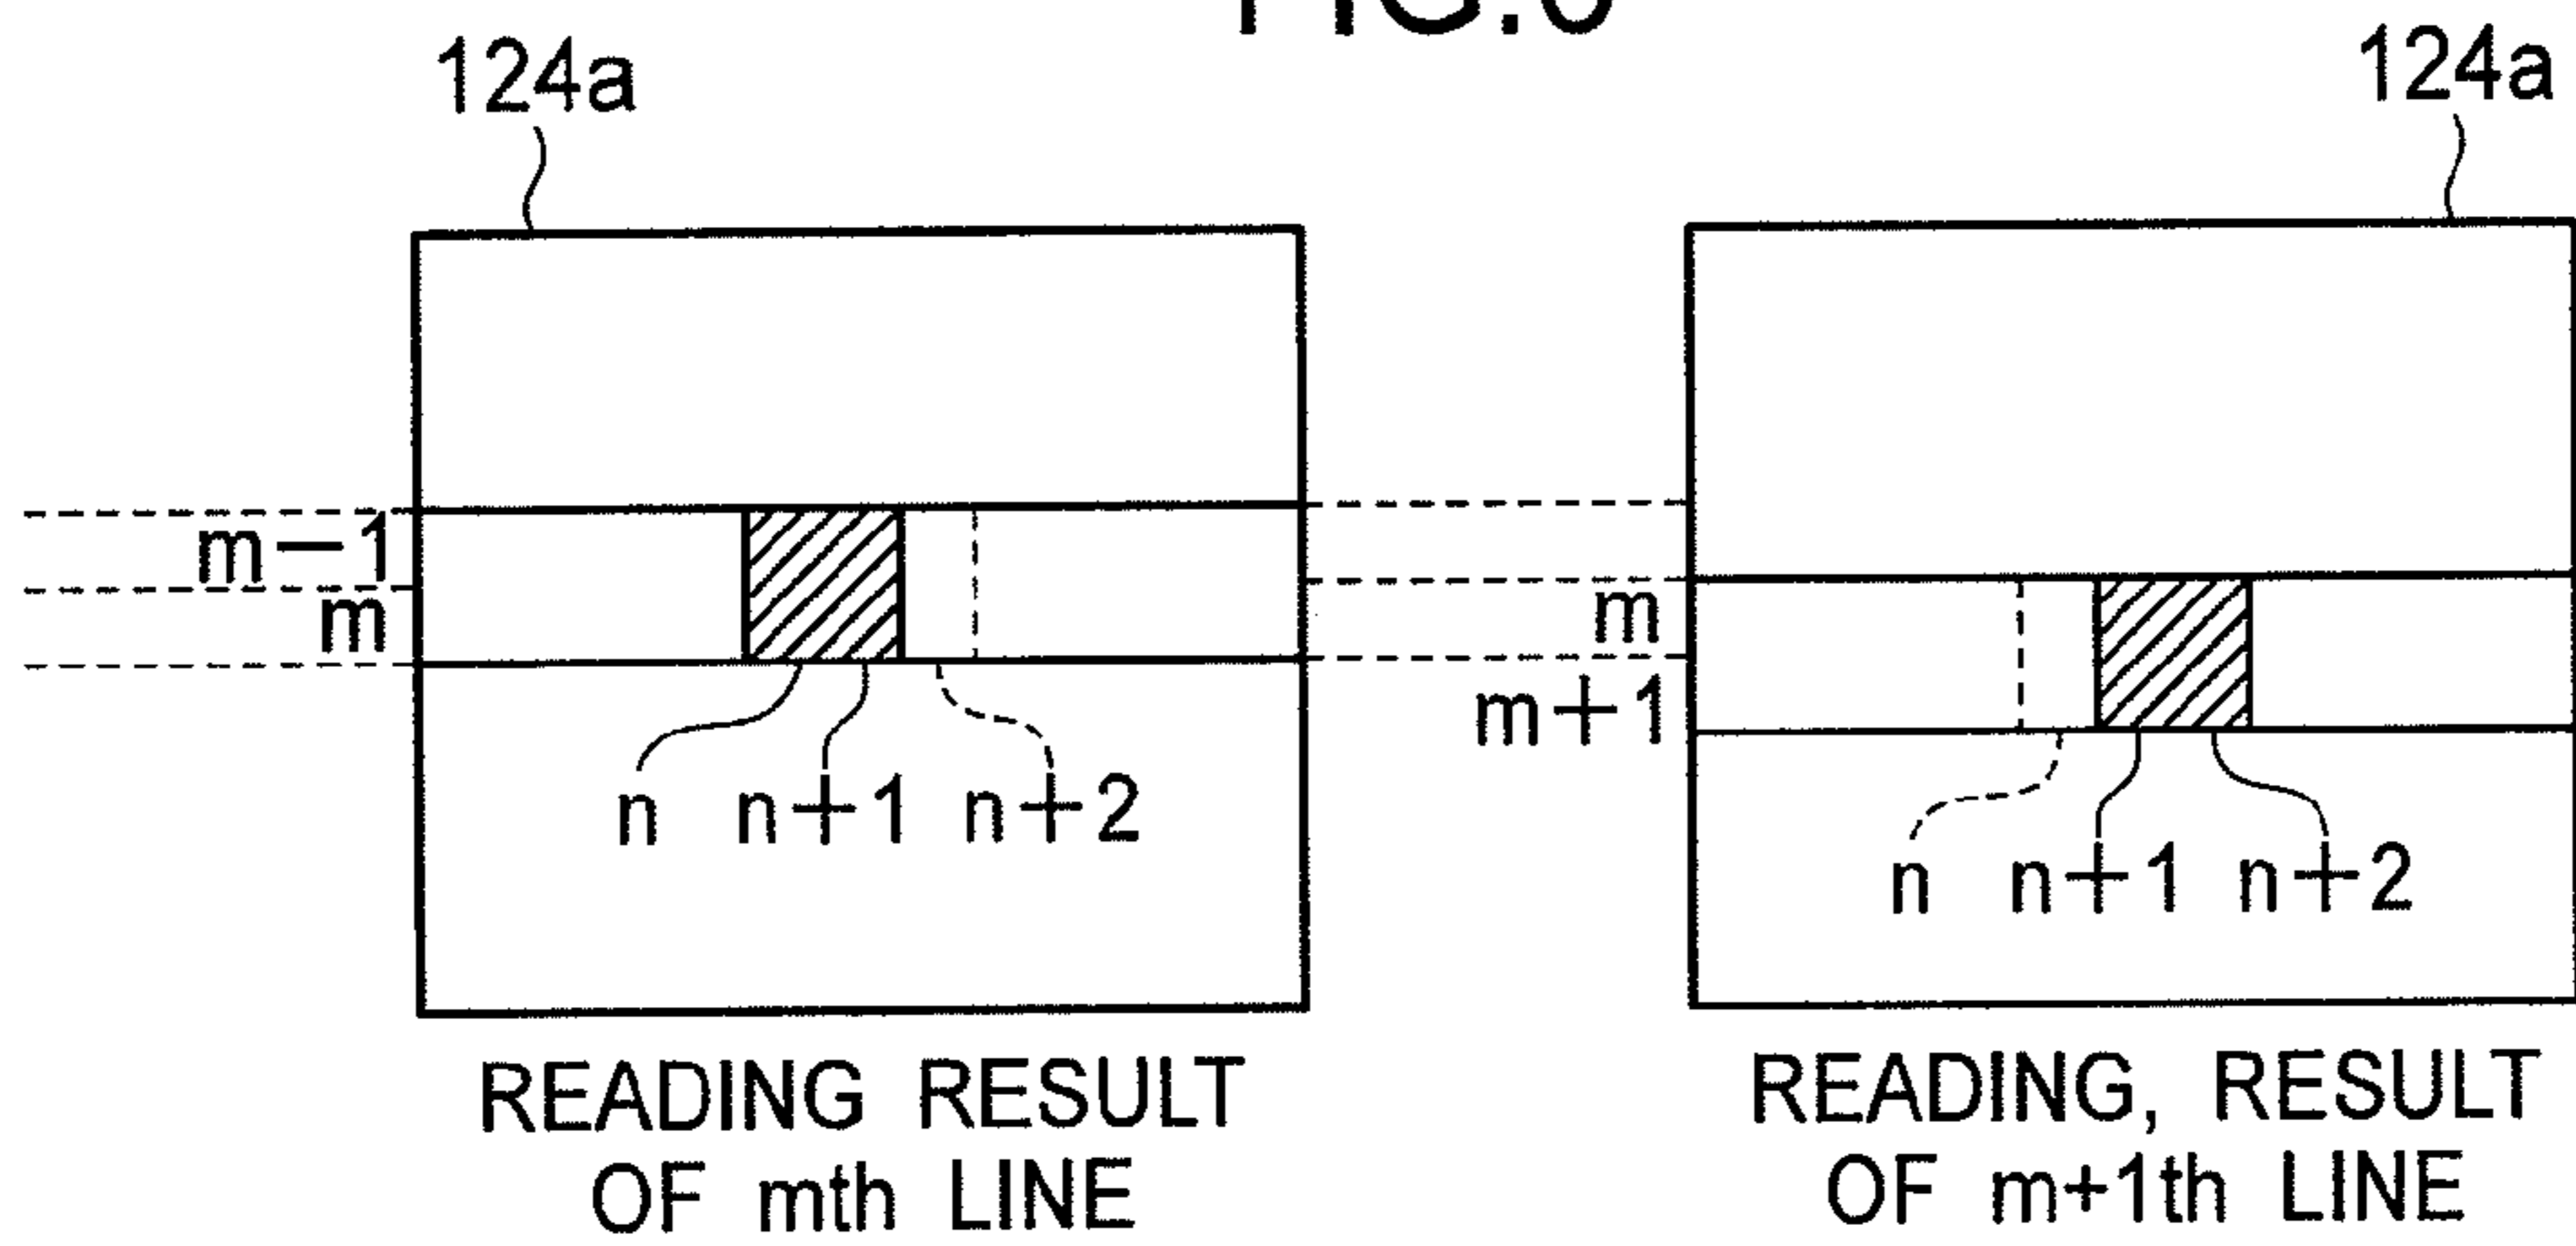 124a 124a
m−1
m
m
m+1
n n+1 n+2
n n+1 n+2
READING RESULT
OF mth LINE
READING, RESULT
OF m+1th LINE